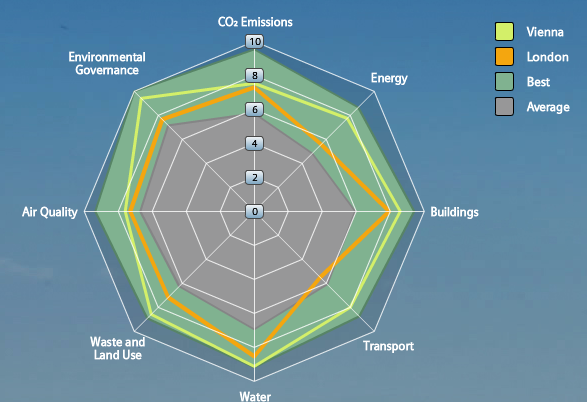 CO₂ Emissions
Environmental
Governance
Energy
10
8
6
4
2
0
Air Quality
Buildings
Waste and
Land Use
Transport
Water
Vienna
London
Best
Average